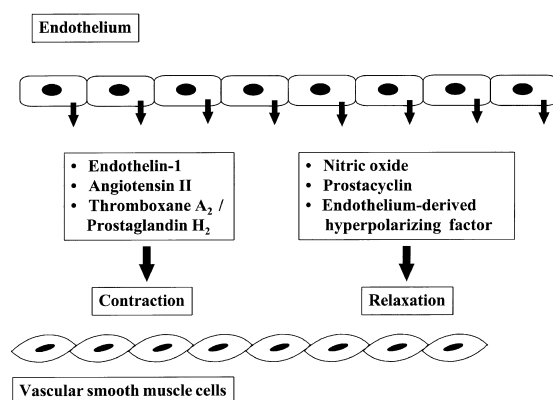 Endothelium
• Endothelin-1
• Angiotensin II
• Thromboxane A₂ /
Prostaglandin H₂
• Nitric oxide
• Prostacyclin
• Endothelium-derived
hyperpolarizing factor
Contraction
Relaxation
Vascular smooth muscle cells